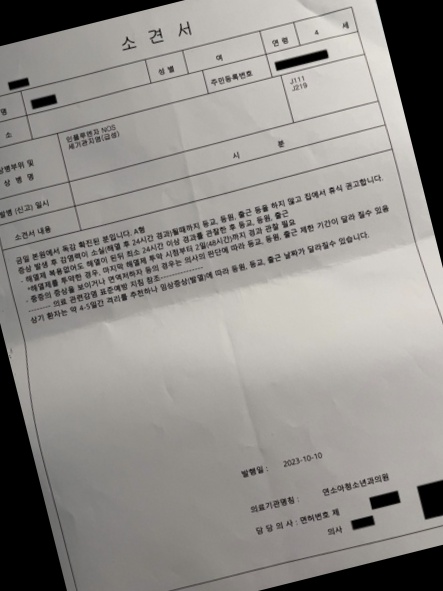 소 견 서
명
성 별
여
연 령
4
세
소
주민등록번호
상병부위 및
상 병 명
인플루엔자 NOS
세기관지염(급성)
J111
J219
발병 (신고) 일시
시
분
소견서 내용
금일 본원에서 독감 확진된 분입니다. A형
증상 발생 후 감염력이 소실(해열 후 24시간 경과)될때까지 등교, 등원, 출근 등을 하지 않고 집에서 휴식 권고합니다.
- 해열제 복용없어도 해열이 된뒤 최소 24시간 이상 경과를 관찰한 후 등교, 등원, 출근
*해열제를 투약한 경우, 마지막 해열제 투약 시점부터 2일(48시간)까지 경과 관찰 필요
- 중증의 증상을 보이거나 면역저하자 등의 경우는 의사의 판단에 따라 등교, 등원, 출근 제한 기간이 달라 질수 있음
-------- 의료 관련감염 표준예방 지침 참조----------------
상기 환자는 약 4-5일간 격리를 추천하나 임상증상(발열)에 따라 등원, 등교, 출근 날짜가 달라질수 있습니다.
발행일 : 2023-10-10
의료기관명칭 : 연소아청소년과의원
담 당 의 사 : 면허번호 제
의사